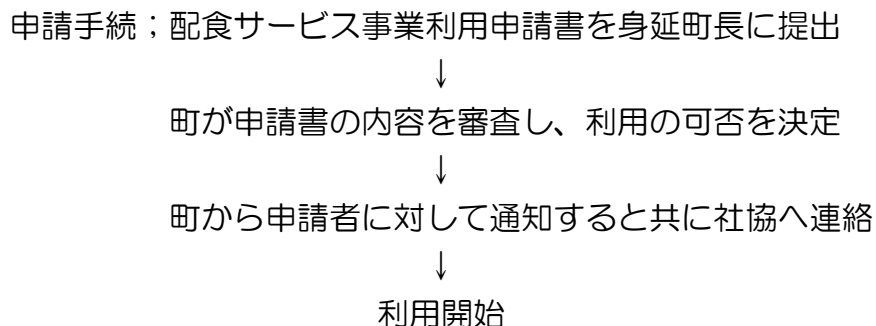 申請手続；配食サービス事業利用申請書を身延町長に提出
↓
町が申請書の内容を審査し、利用の可否を決定
↓
町から申請者に対して通知すると共に社協へ連絡
↓
利用開始